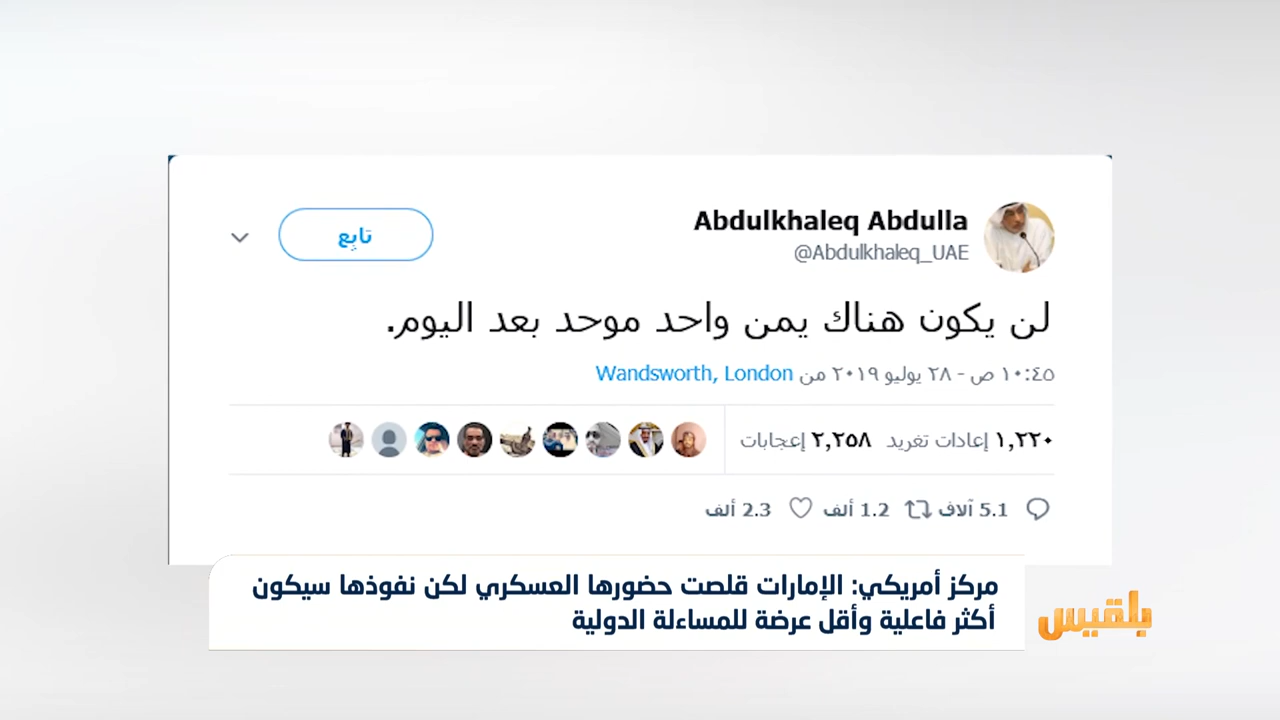 Abdulkhaleq Abdulla
@Abdulkhaleq_UAE
تابِع
لن يكون هناك يمن واحد موحد بعد اليوم.
١٠:٤٥ ص - ٢٨ يوليو ٢٠١٩ من Wandsworth, London
١,٢٢٠ إعادات تغريد ٢,٢٥٨ إعجابات
5.1 آلاف 1.2 ألف 2.3 ألف
مركز أمريكي: الإمارات قلصت حضورها العسكري لكن نفوذها سيكون
أكثر فاعلية وأقل عرضة للمساءلة الدولية
بلقيس